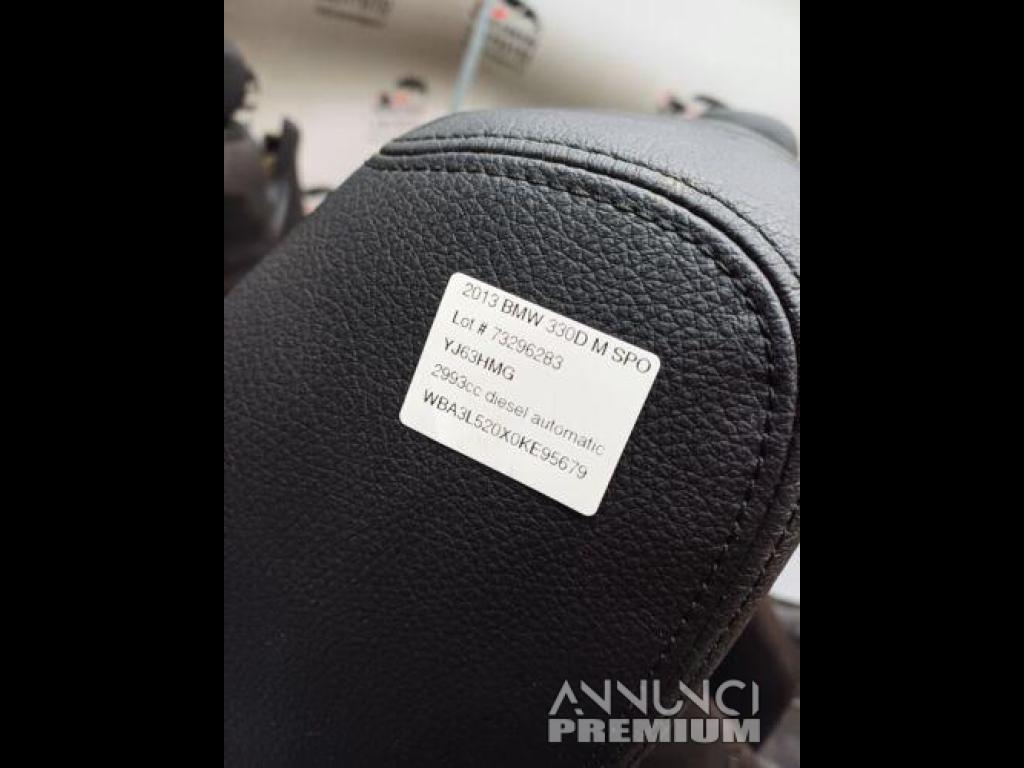 2013 BMW 330D M SPO
Lot # 73296283
YJ63HMG
2993cc diesel automatic
WBA3L520X0KE95679
ANNUNCI
PREMIUM